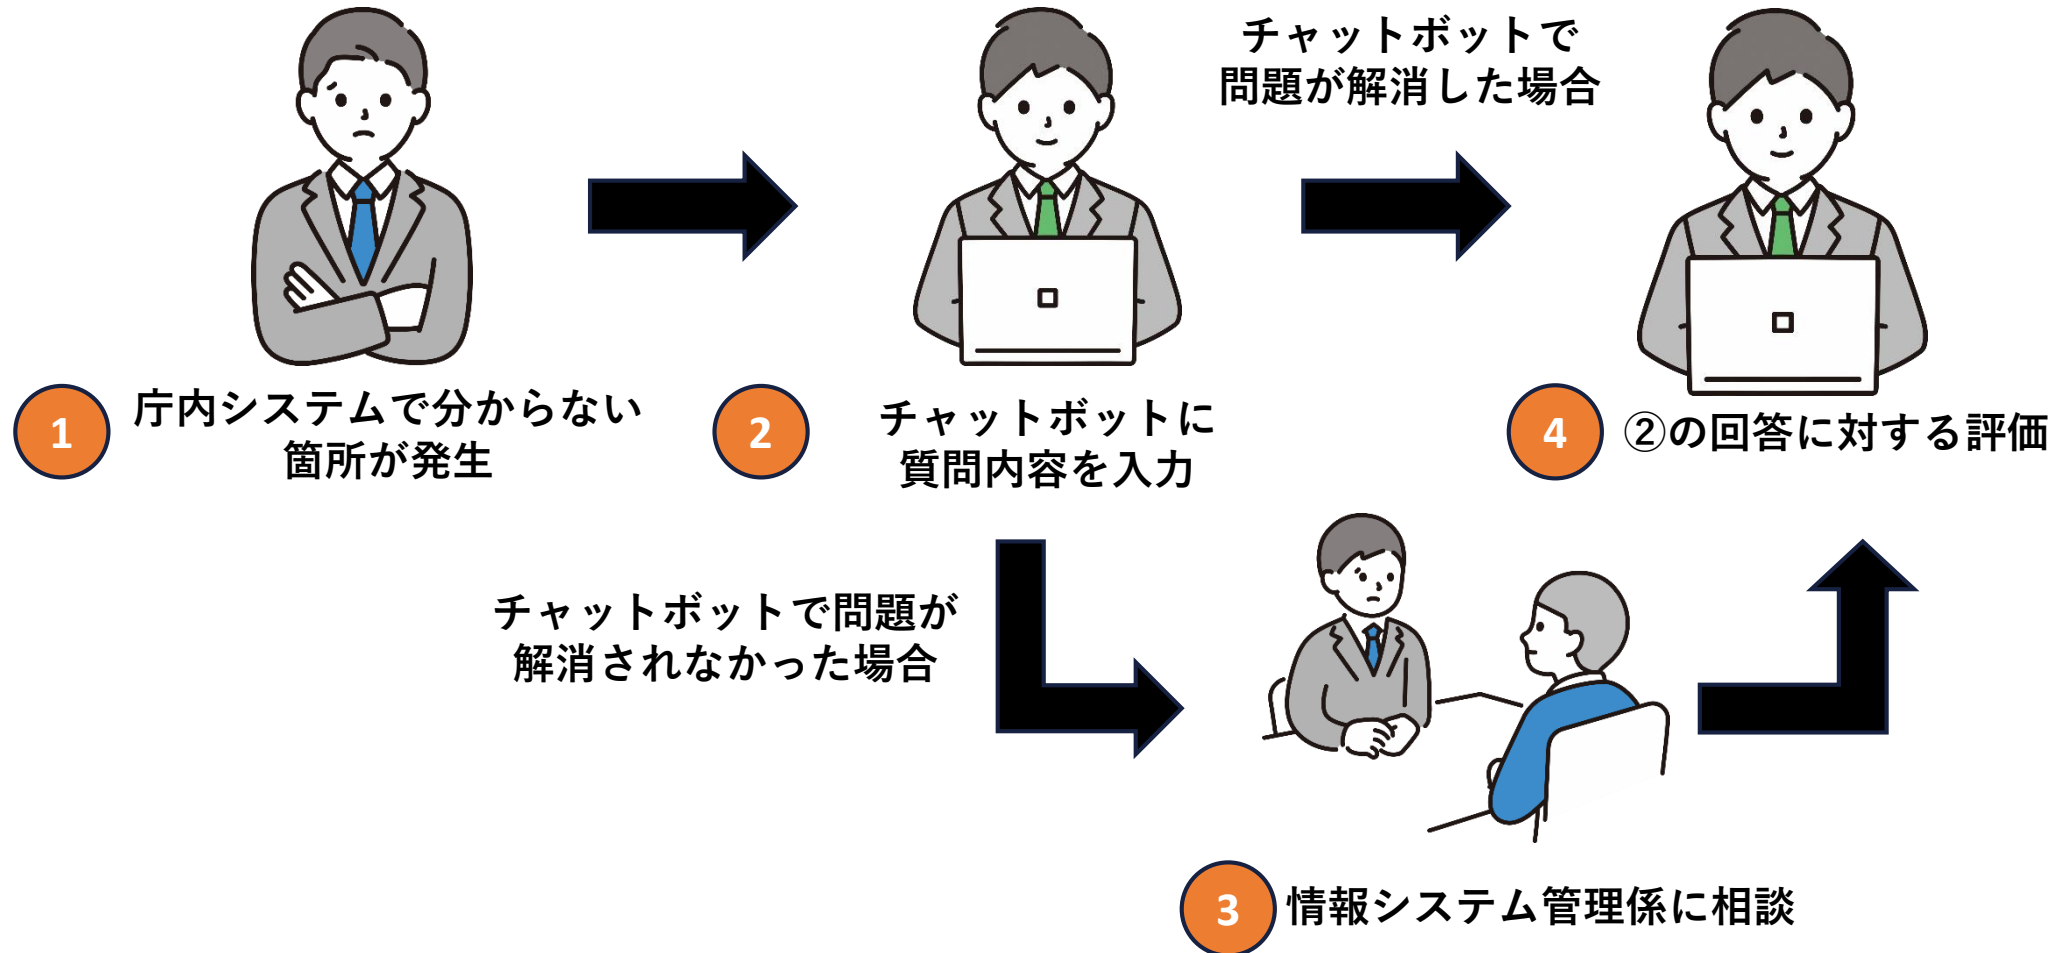 1
庁内システムで分からない
箇所が発生
2
チャットボットに
質問内容を入力
チャットボットで
問題が解消した場合
4
②の回答に対する評価
チャットボットで問題が
解消されなかった場合
3
情報システム管理係に相談